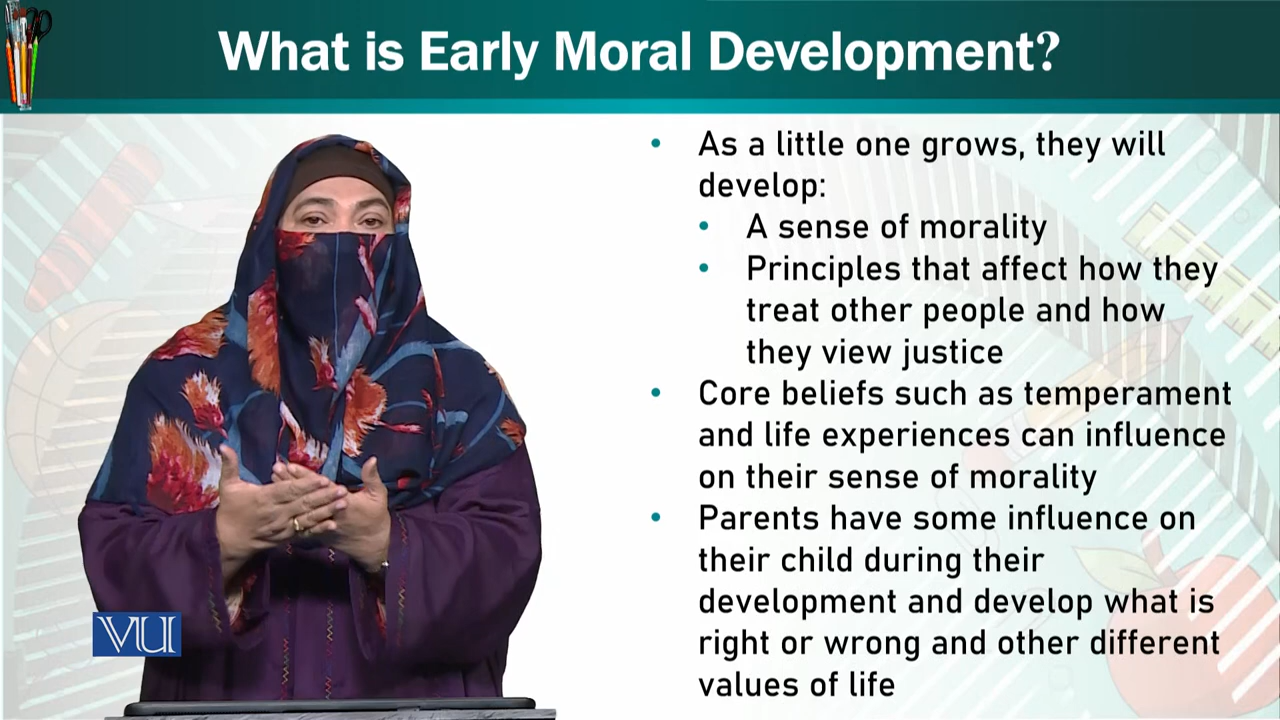 What is Early Moral Development?
• As a little one grows, they will
develop:
• A sense of morality
• Principles that affect how they
treat other people and how
they view justice
• Core beliefs such as temperament
and life experiences can influence
on their sense of morality
• Parents have some influence on
their child during their
development and develop what is
right or wrong and other different
values of life
VU